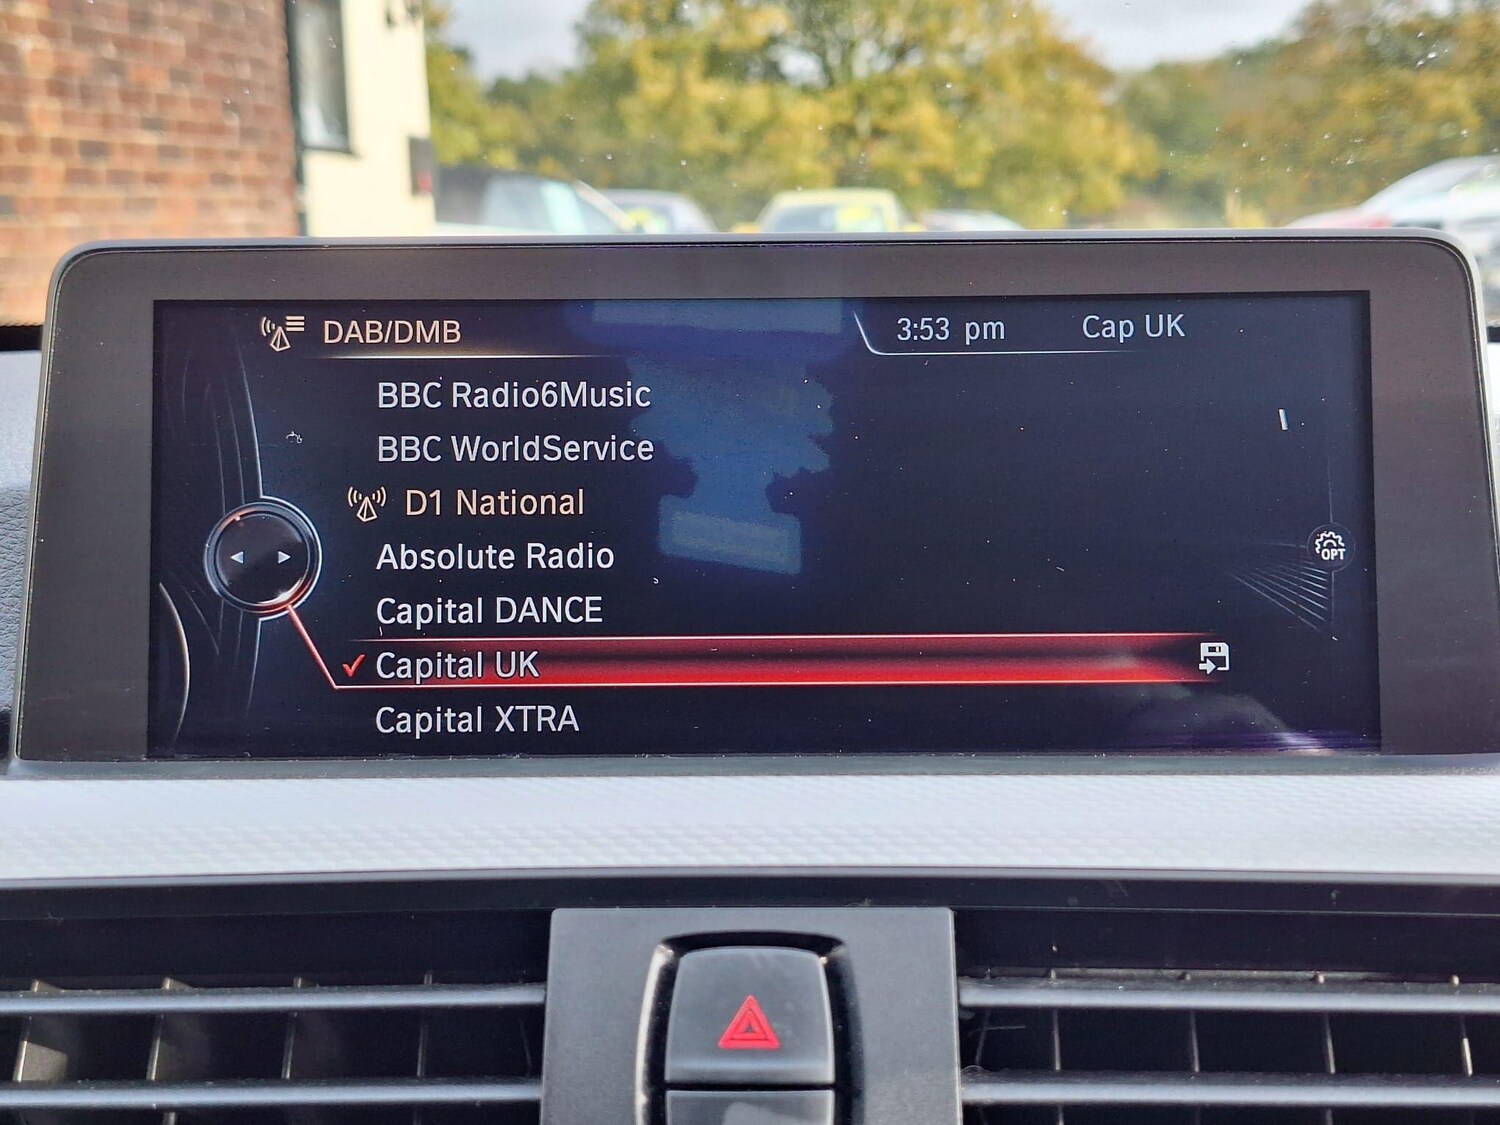 DAB/DMB
3:53 pm Cap UK
BBC Radio6Music
BBC WorldService
D1 National
Absolute Radio
OPT
Capital DANCE
Capital UK
Capital XTRA